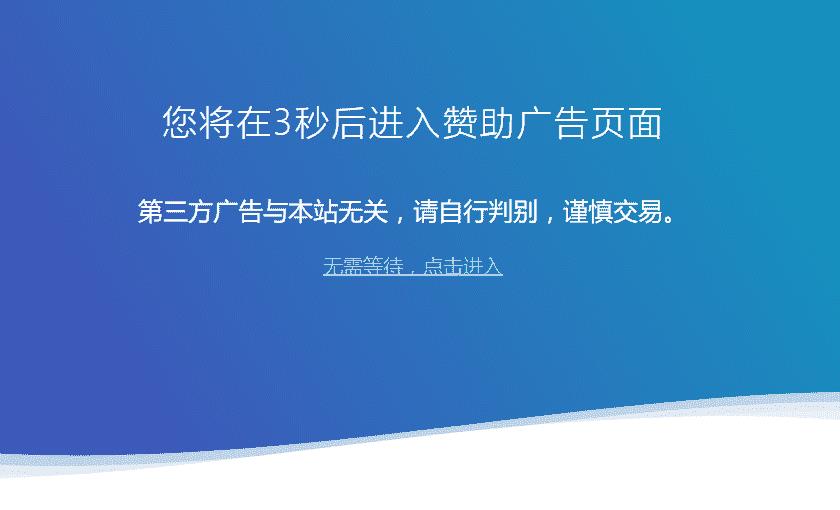 您将在3秒后进入赞助广告页面
第三方广告与本站无关，请自行判别，谨慎交易。
无需等待，点击进入